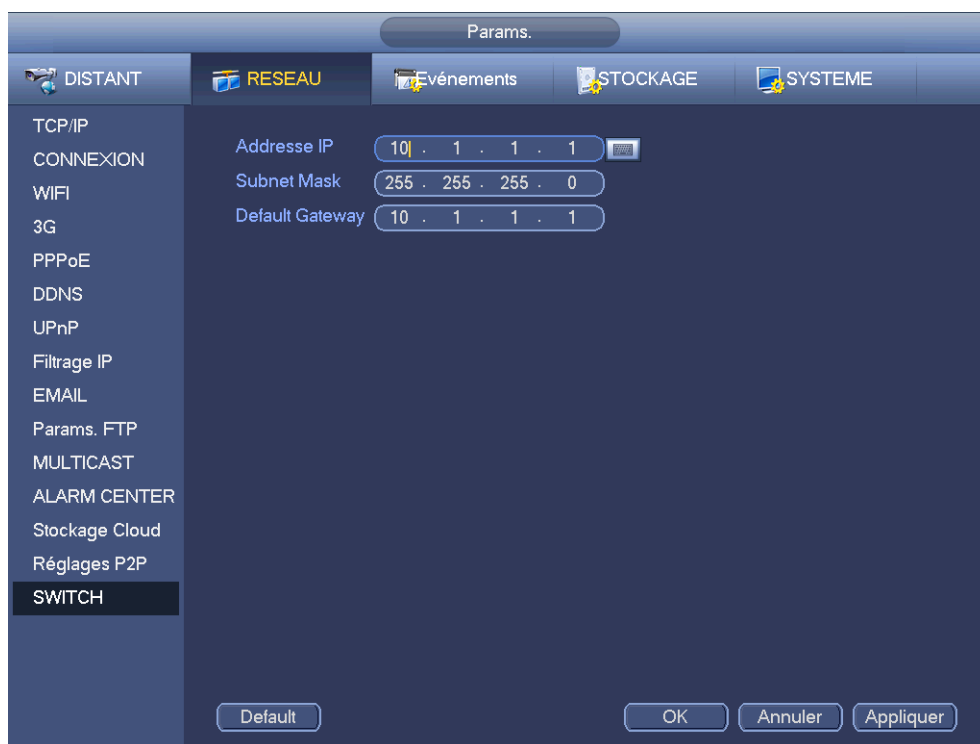 Params.
DISTANT
RESEAU
Evénements
STOCKAGE
SYSTEME
TCP/IP
CONNEXION
WIFI
3G
PPPoE
DDNS
UPnP
Filtrage IP
EMAIL
Params. FTP
MULTICAST
ALARM CENTER
Stockage Cloud
Réglages P2P
SWITCH
Addresse IP 10 . 1 . 1 . 1
Subnet Mask 255 . 255 . 255 . 0
Default Gateway 10 . 1 . 1 . 1
Default OK Annuler Appliquer